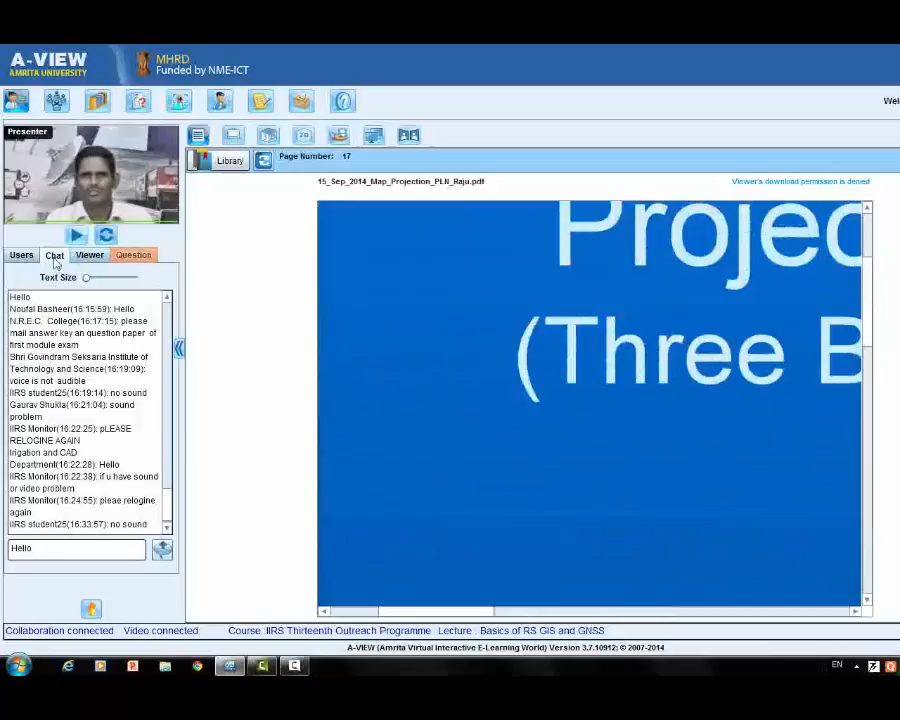 A-VIEW
AMRITA UNIVERSITY
MHRD
Funded by NME-ICT
Wel
Presenter
Library
Page Number: 17
15_Sep_2014_Map_Projection_PLN_Raju.pdf
Viewer's download permission is denied
Users Chat Viewer Question
Text Size
Hello
Noufal Basheer(16:15:59): Hello
N.R.E.C. College(16:17:15): please
mail answer key an question paper of
first module exam
Shri Govindram Seksaria Institute of
Technology and Science(16:19:09):
voice is not audible
IIRS student25(16:19:14): no sound
Gaurav Shukla(16:21:04): sound
problem
IIRS Monitor(16:22:25): pLEASE
RELOGINE AGAIN
Irigation and CAD
Department(16:22:28): Hello
IIRS Monitor(16:22:38): if u have sound
or video problem
IIRS Monitor(16:24:55): pleae relogine
again
IIRS student25(16:33:57): no sound
Hello
Projec
(Three B
Collaboration connected Video connected Course :IIRS Thirteenth Outreach Programme Lecture : Basics of RS GIS and GNSS
A-VIEW (Amrita Virtual Interactive E-Learning World) Version 3.7.10912; © 2007-2014
EN